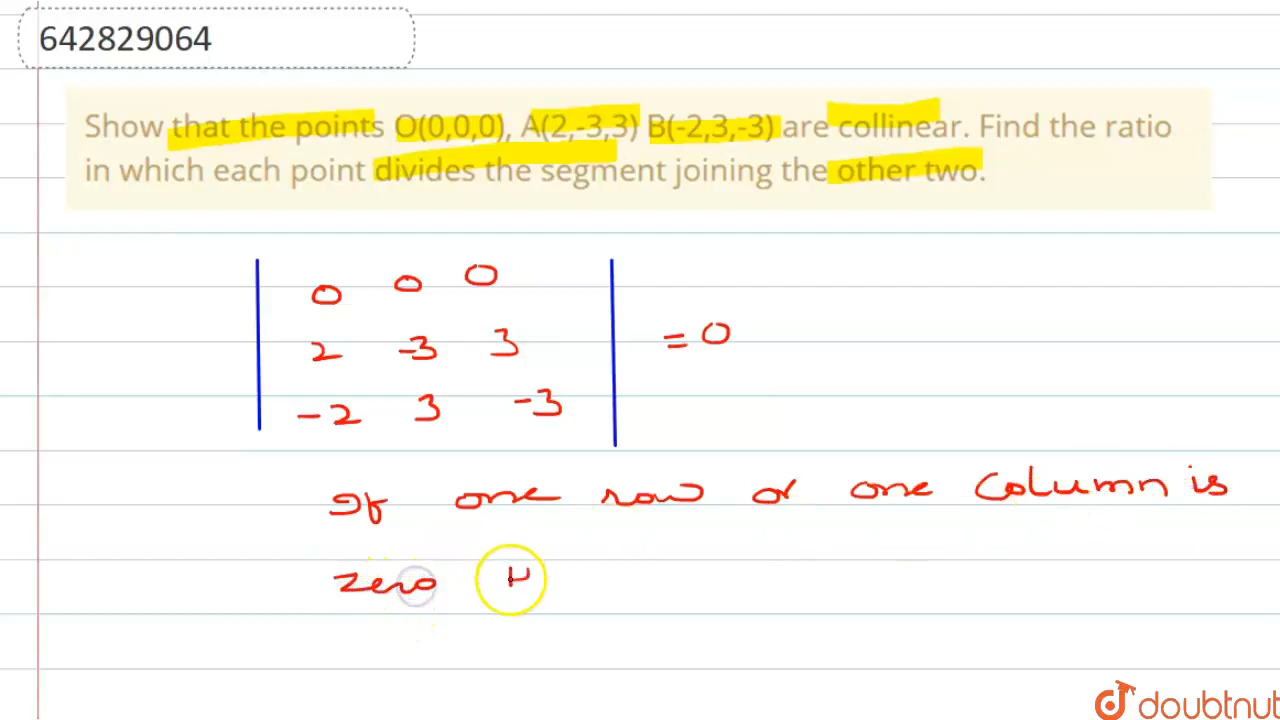 642829064
Show that the points O(0,0,0), A(2,-3,3) B(-2,3,-3) are collinear. Find the ratio
in which each point divides the segment joining the other two.
0 0 0
2 -3 3 = 0
-2 3 -3
If one row or one column is
zero
doubtnut